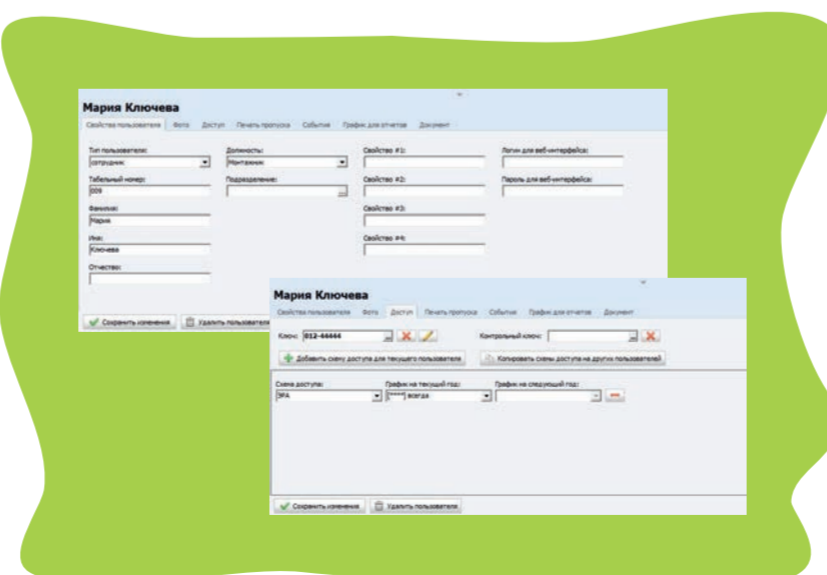 Мария Ключева
Свойства пользователя Фото Доступ Печать пропуска События График для отчетов Документ
Тип пользователя: Должность: Свойство #1: Логин для веб-интерфейса:
сотрудник Монтажник
Табельный номер: Подразделение: Свойство #2: Пароль для веб-интерфейса:
009 ...
Фамилия: Свойство #3:
Мария
Имя: Свойство #4:
Ключева
Отчество:
Сохранить изменения Удалить пользователя
Мария Ключева
Свойства пользователя Фото Доступ Печать пропуска События График для отчетов Документ
Ключ: 012-44444 ... Контрольный ключ: ...
Добавить схему доступа для текущего пользователя Копировать схемы доступа на других пользователей
Схема доступа: График на текущий год: График на следующий год:
ЭРА [****] всегда
Сохранить изменения Удалить пользователя